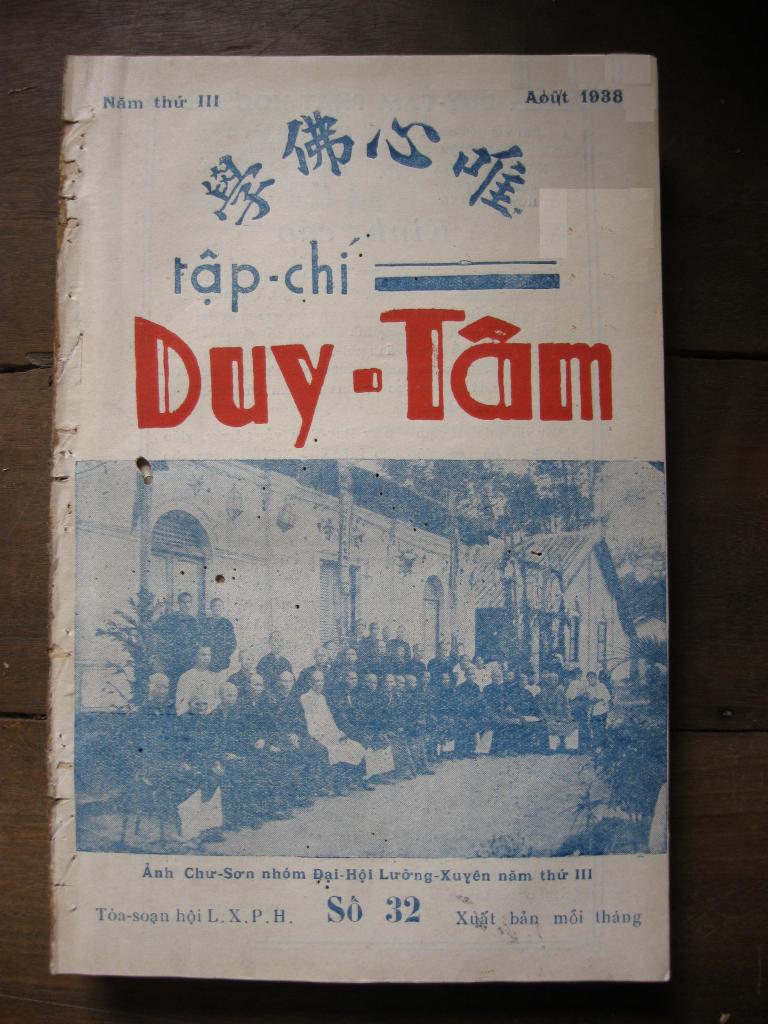 Năm thứ III
Août 1938
學佛心唯
tập-chí
Duy-Tâm
Ảnh Chư-Sơn nhóm Đại-Hội Lưỡng-Xuyên năm thứ III
Tòa-soạn hội L.X.P.H.
Số 32
Xuất bản mỗi tháng